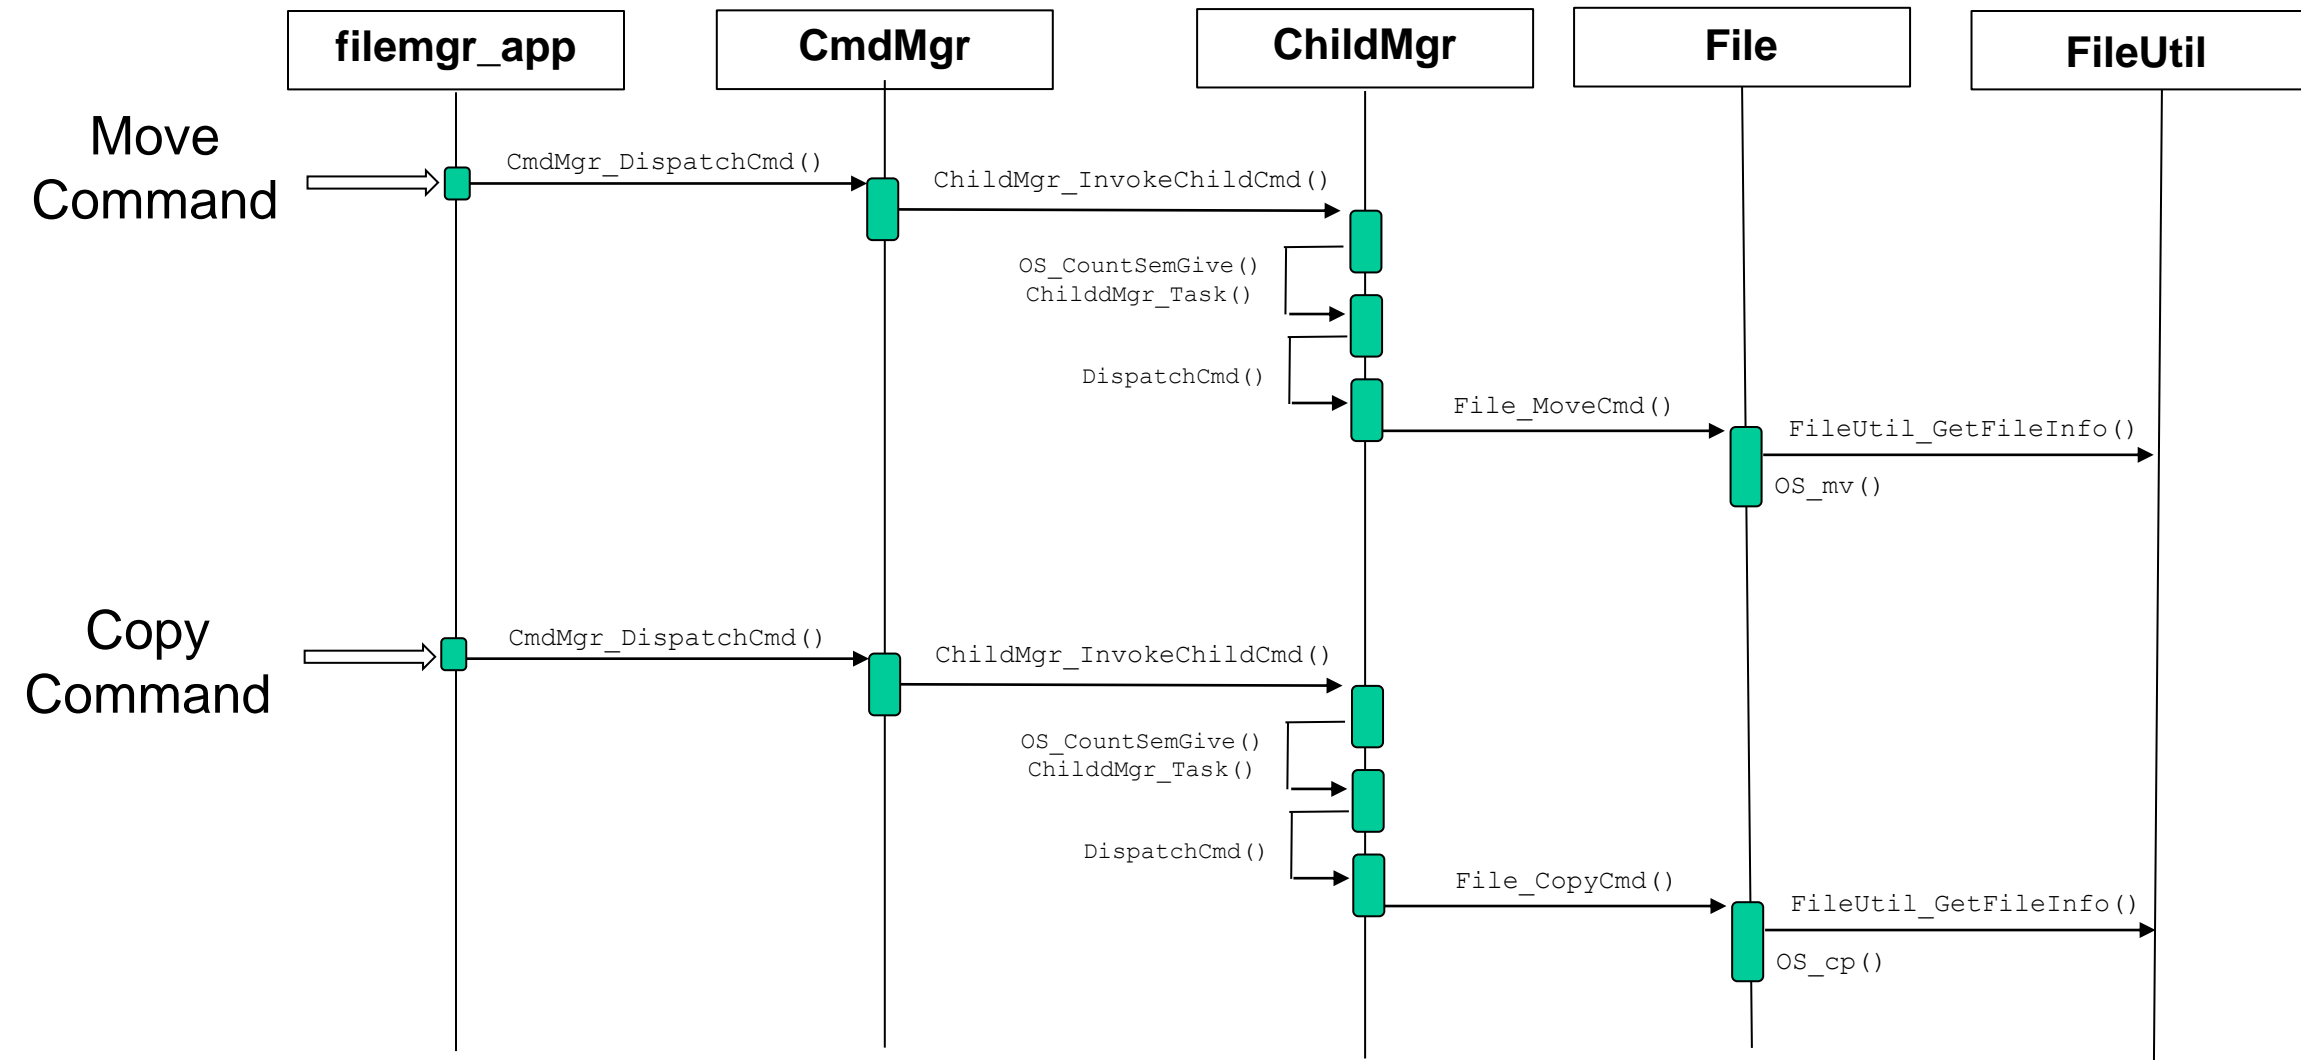 filemgr_app
CmdMgr
ChildMgr
File
FileUtil
Move
Command
CmdMgr_DispatchCmd()
ChildMgr_InvokeChildCmd()
OS_CountSemGive()
ChilddMgr_Task()
DispatchCmd()
File_MoveCmd()
FileUtil_GetFileInfo()
OS_mv()
Copy
Command
CmdMgr_DispatchCmd()
ChildMgr_InvokeChildCmd()
OS_CountSemGive()
ChilddMgr_Task()
DispatchCmd()
File_CopyCmd()
FileUtil_GetFileInfo()
OS_cp()